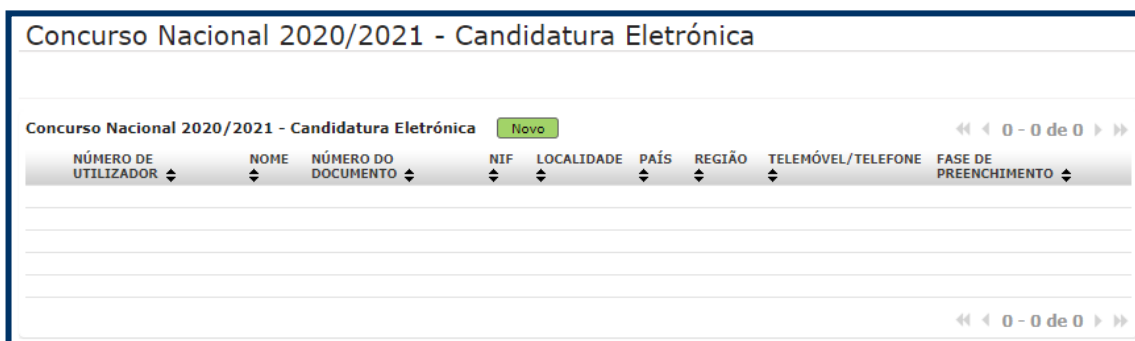 Concurso Nacional 2020/2021 - Candidatura Eletrónica
Concurso Nacional 2020/2021 - Candidatura Eletrónica Novo 0 - 0 de 0
NÚMERO DE UTILIZADOR NOME NÚMERO DO DOCUMENTO NIF LOCALIDADE PAÍS REGIÃO TELEMÓVEL/TELEFONE FASE DE PREENCHIMENTO
0 - 0 de 0